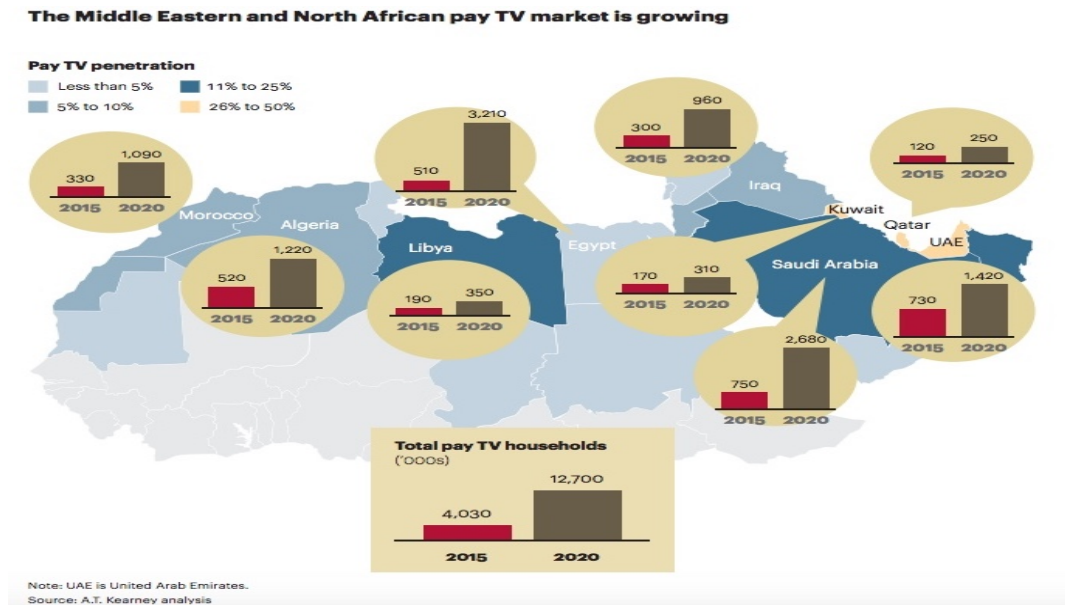 The Middle Eastern and North African pay TV market is growing
Pay TV penetration
Less than 5%
11% to 25%
5% to 10%
26% to 50%
330
1,090
2015 2020
510
3,210
2015 2020
300
960
2015 2020
120
250
2015 2020
Morocco
Algeria
Libya
Egypt
Iraq
Kuwait
Qatar
UAE
Saudi Arabia
520
1,220
2015 2020
190
350
2015 2020
170
310
2015 2020
730
1,420
2015 2020
750
2,680
2015 2020
Total pay TV households
('000s)
4,030
12,700
2015 2020
Note: UAE is United Arab Emirates.
Source: A.T. Kearney analysis